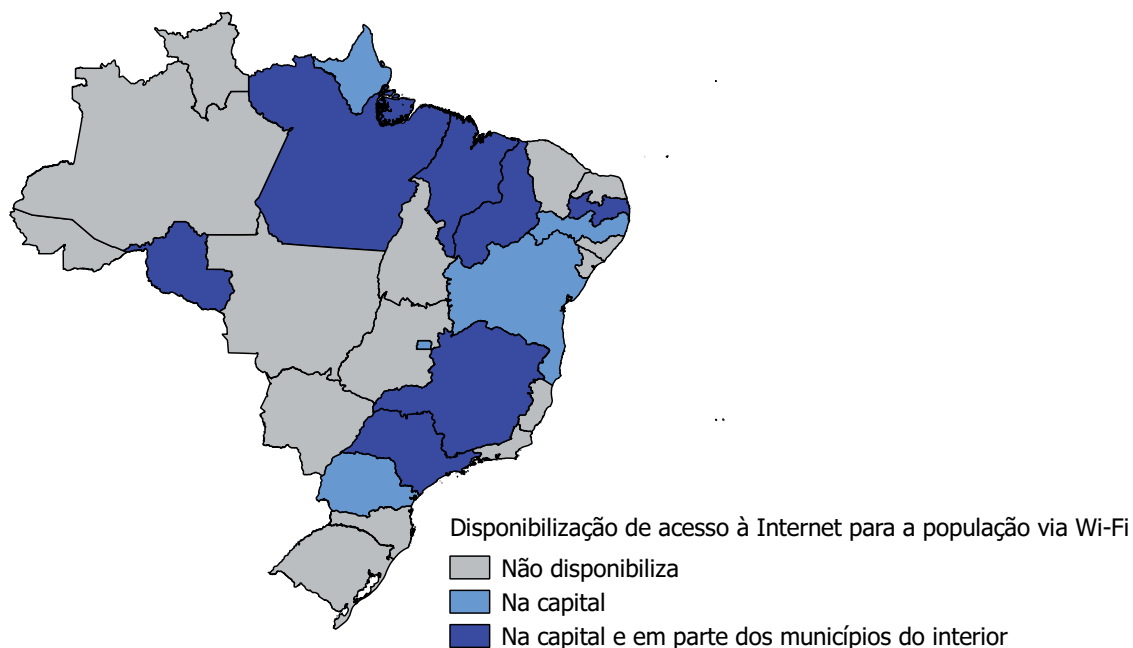 Disponibilização de acesso à Internet para a população via Wi-Fi
Não disponibiliza
Na capital
Na capital e em parte dos municípios do interior